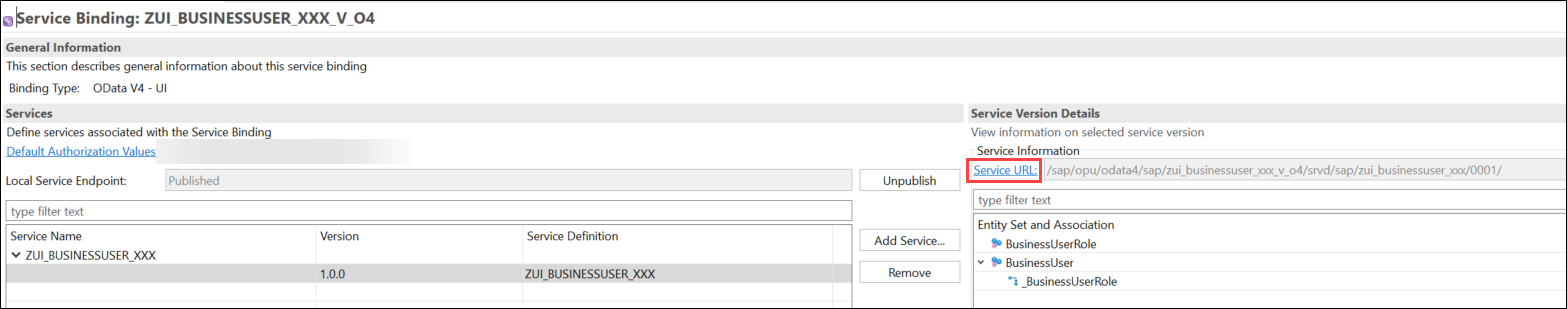 Service Binding: ZUI_BUSINESSUSER_XXX_V_O4
General Information
This section describes general information about this service binding
Binding Type: OData V4 - UI
Services
Define services associated with the Service Binding
Default Authorization Values
Local Service Endpoint: Published Unpublish
type filter text
Service Name Version Service Definition
ZUI_BUSINESSUSER_XXX
1.0.0 ZUI_BUSINESSUSER_XXX
Add Service...
Remove
Service Version Details
View information on selected service version
Service Information
Service URL: /sap/opu/odata4/sap/zui_businessuser_xxx_v_o4/srvd/sap/zui_businessuser_xxx/0001/
type filter text
Entity Set and Association
BusinessUserRole
BusinessUser
_BusinessUserRole